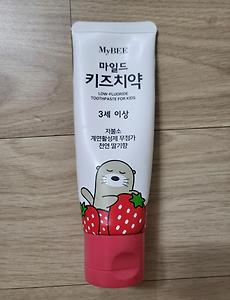 MyBEE
마일드
키즈치약
LOW-FLUORIDE
TOOTHPASTE FOR KIDS
3세 이상
저불소
계면활성제 무첨가
천연 딸기향